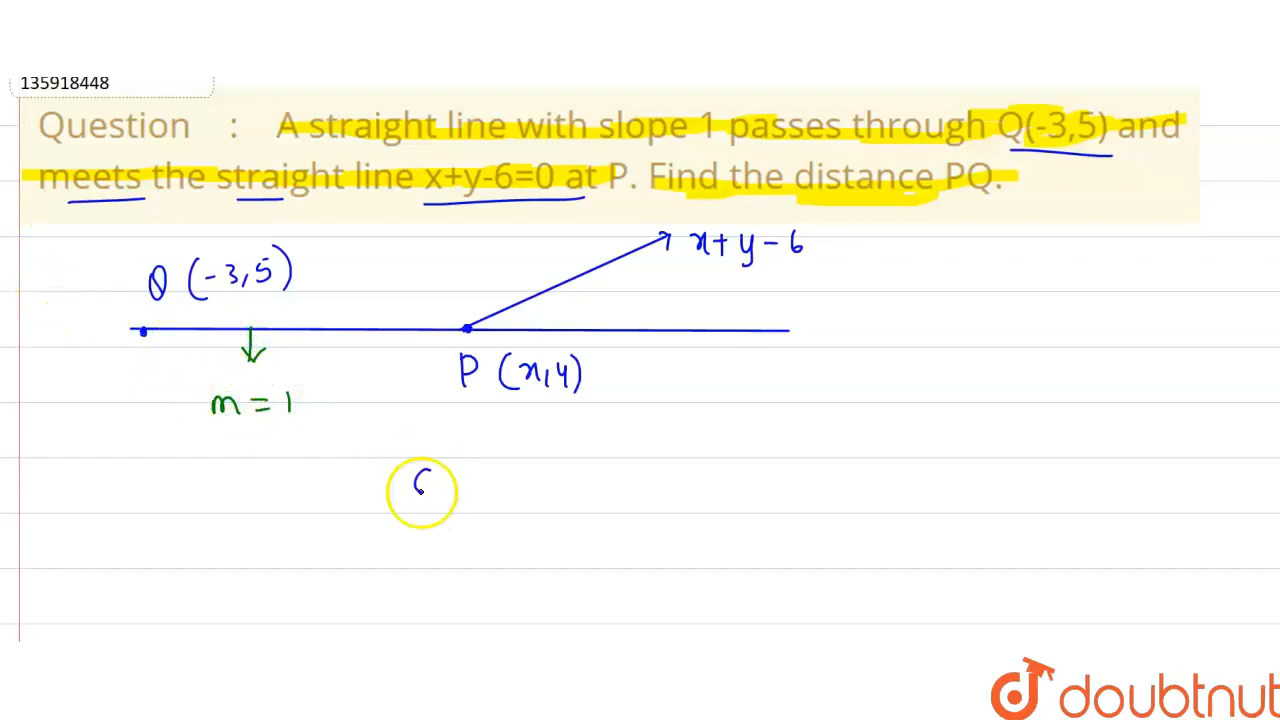 135918448
Question : A straight line with slope 1 passes through Q(-3,5) and
meets the straight line x+y-6=0 at P. Find the distance PQ.
x+y-6
Q (-3,5)
P (x,y)
m=1
doubtnut